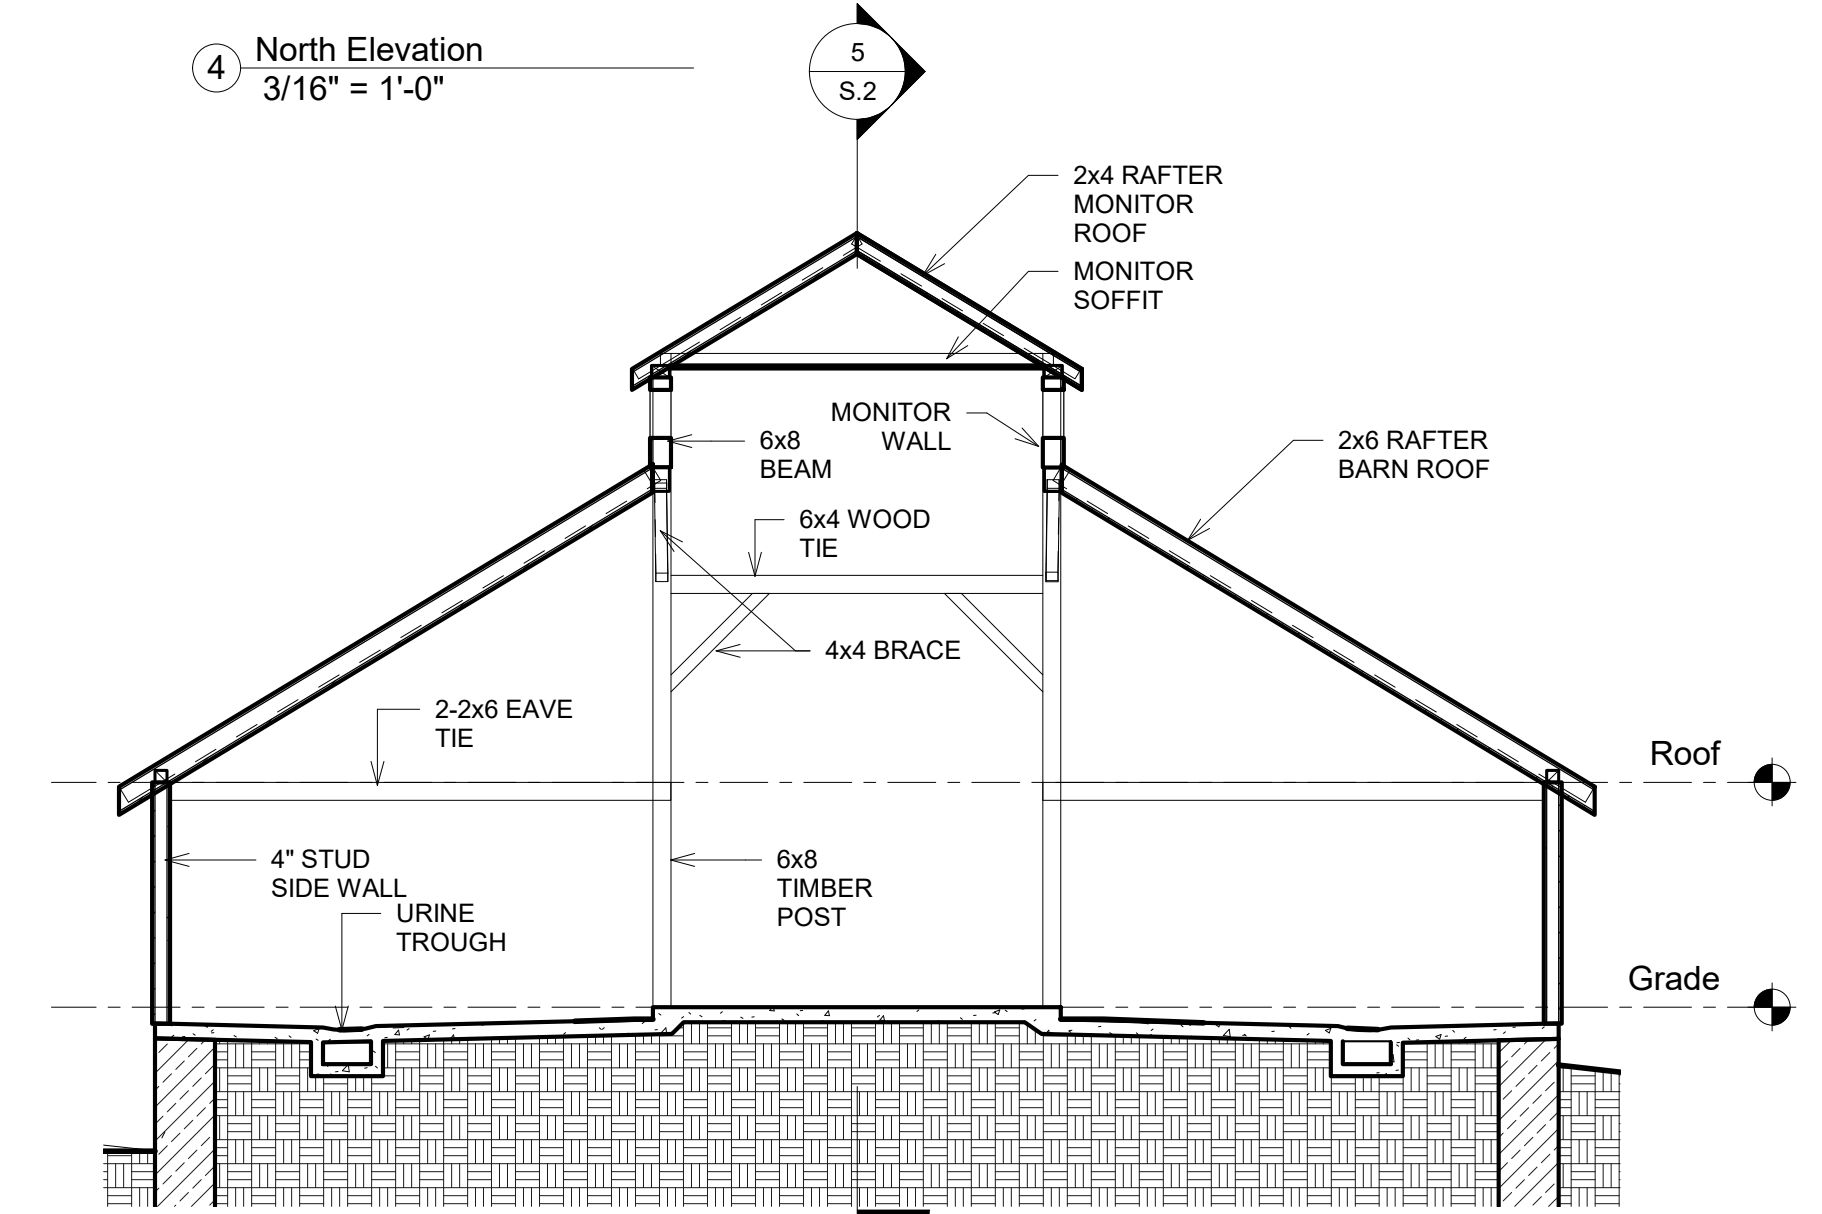 4
North Elevation
3/16" = 1'-0"
5
S.2
2x4 RAFTER
MONITOR
ROOF
MONITOR
SOFFIT
MONITOR
WALL
6x8
BEAM
2x6 RAFTER
BARN ROOF
6x4 WOOD
TIE
4x4 BRACE
2-2x6 EAVE
TIE
Roof
4" STUD
SIDE WALL
6x8
TIMBER
POST
URINE
TROUGH
Grade